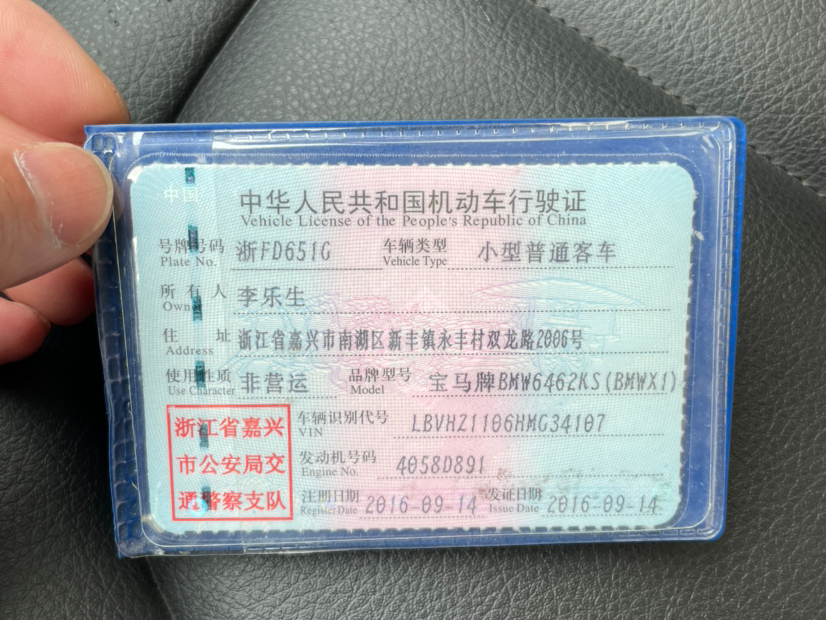 中国
中华人民共和国机动车行驶证
Vehicle License of the People's Republic of China
号牌号码 Plate No. 浙FD651G 车辆类型 Vehicle Type 小型普通客车
所有人 Owner 李乐生
住址 Address 浙江省嘉兴市南湖区新丰镇永丰村双龙路2006号
使用性质 Use Character 非营运 品牌型号 Model 宝马牌BMW6462KS(BMWX1)
浙江省嘉兴
市公安局交
通警察支队
车辆识别代号 VIN LBVHZ1106HMG34107
发动机号码 Engine No. 4058D891
注册日期 Register Date 2016-09-14 发证日期 Issue Date 2016-09-14